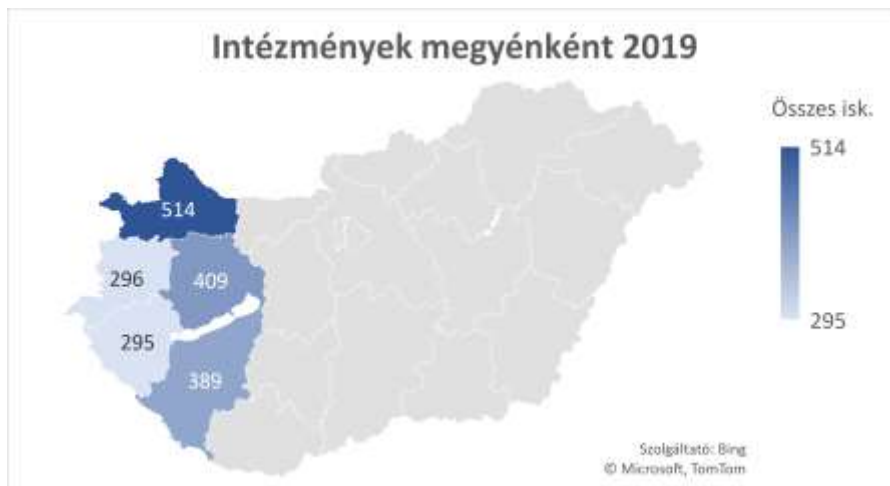 Intézmények megyénként 2019
Összes isk.
514
514
296
409
295
295
389
Szolgáltató: Bing
© Microsoft, TomTom